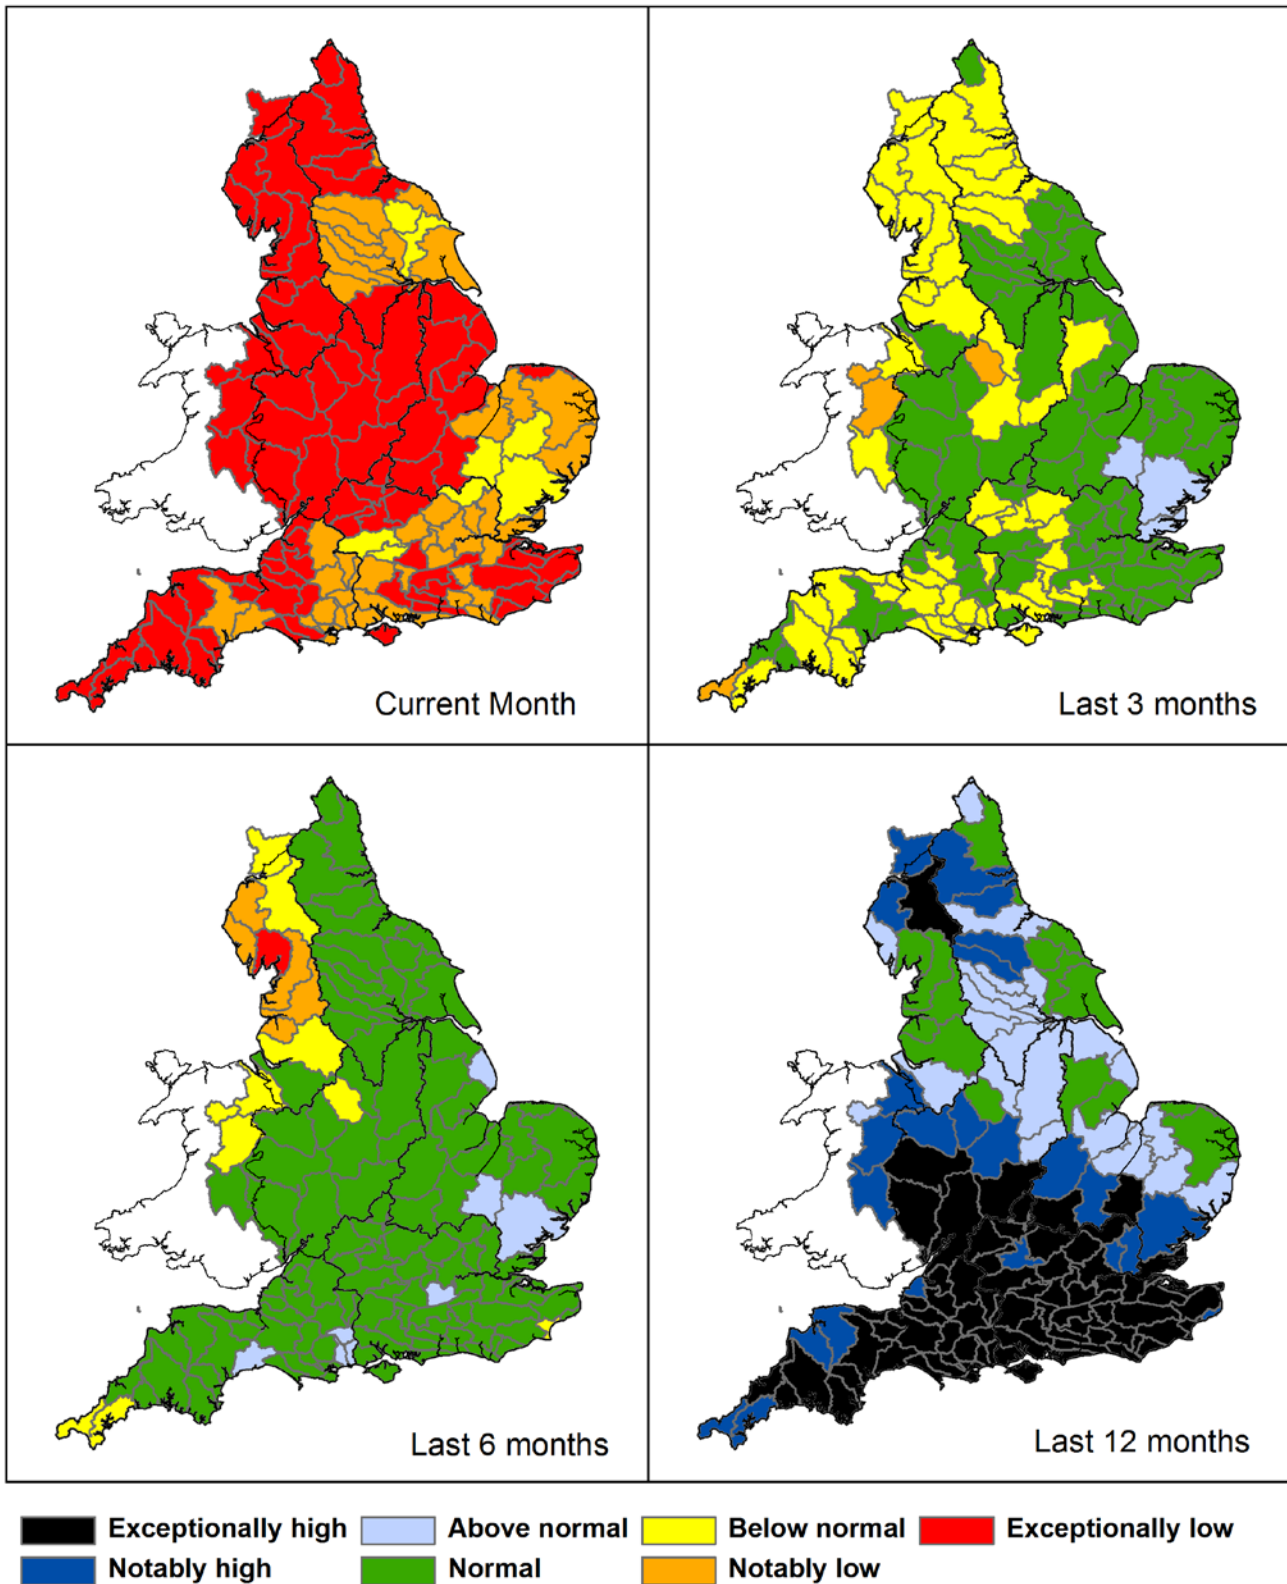 Current Month
Last 3 months
Last 6 months
Last 12 months
Exceptionally high
Above normal
Below normal
Exceptionally low
Notably high
Normal
Notably low